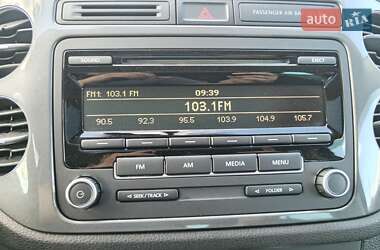 PASSENGER AIR BAG
auto RIA
SOUND EJECT
FM1: 103.1 FM 09:39
103.1FM
90.5 92.3 95.5 103.9 104.9 105.7
FM AM MEDIA MENU
SEEK/TRACK FOLDER